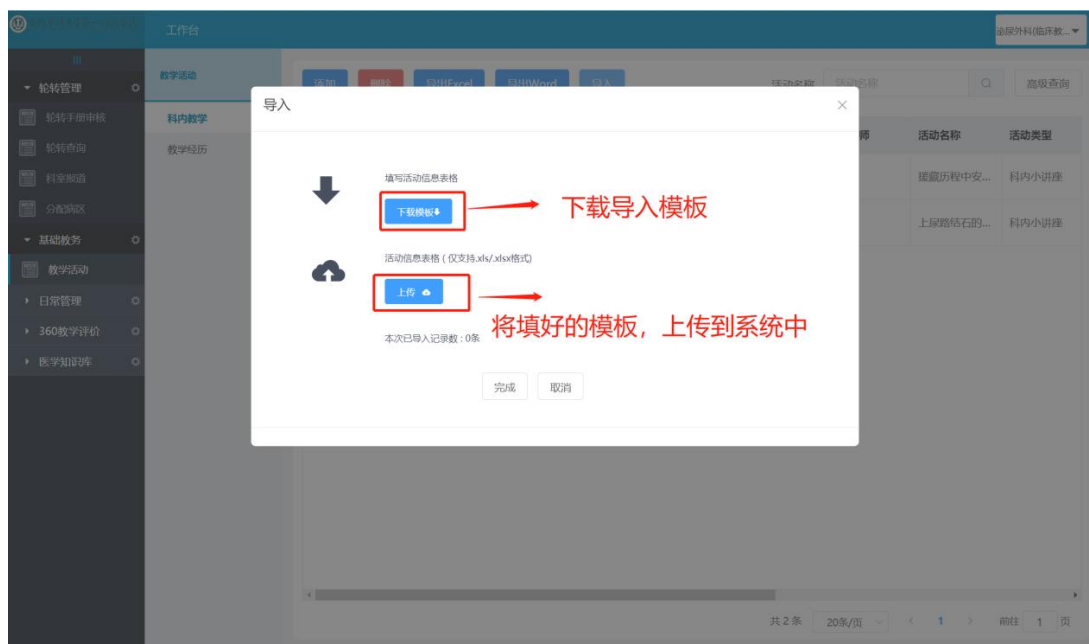 工作台
泌尿外科(临床教...
轮转管理
轮转手册审核
轮转查询
科室报道
分配病区
基础教务
教学活动
日常管理
360教学评价
医学知识库
教学活动
科内教学
教学经历
添加 删除 导出Excel 导出Word 导入
活动名称 活动名称 高级查询
师 活动名称 活动类型
援藏历程中安... 科内小讲座
上尿路结石的... 科内小讲座
导入
填写活动信息表格
下载模板
下载导入模板
活动信息表格 ( 仅支持.xls/.xlsx格式)
上传
将填好的模板，上传到系统中
本次已导入记录数 : 0条
完成 取消
共 2 条 20条/页 1 前往 1 页